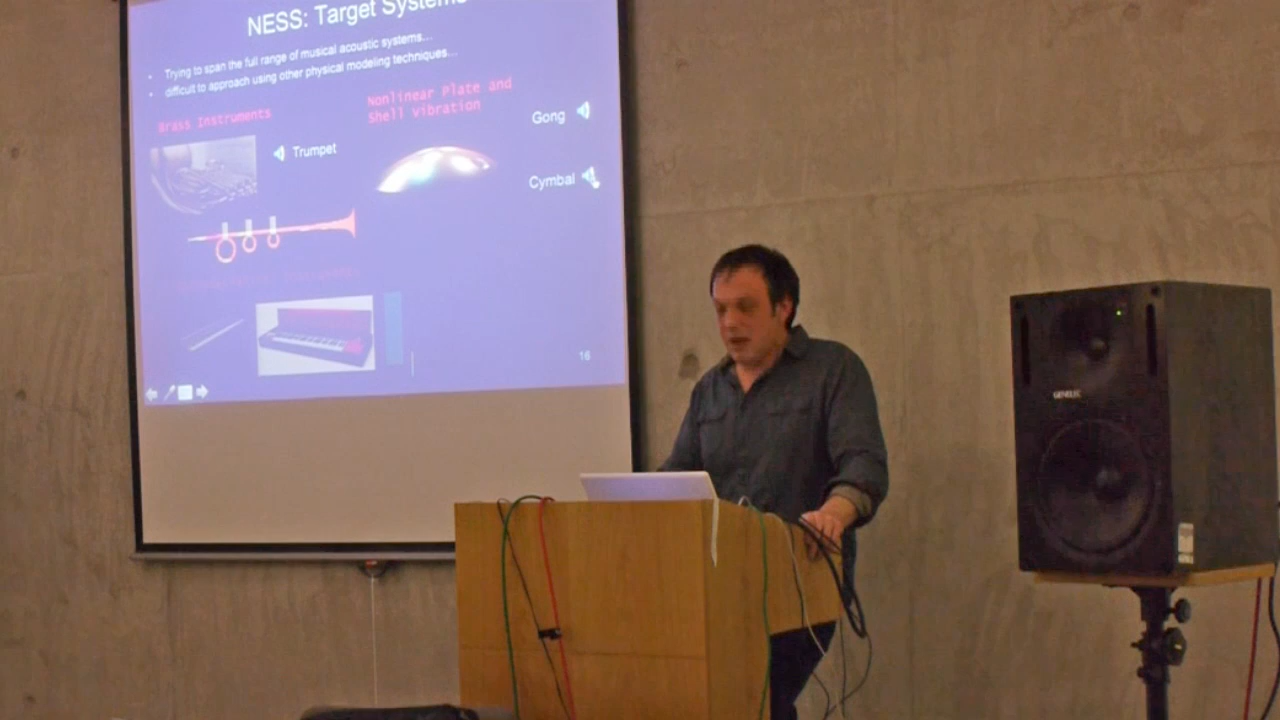 NESS: Target Systems
Trying to span the full range of musical acoustic systems...
difficult to approach using other physical modeling techniques...
Brass Instruments
Nonlinear Plate and
Shell vibration
Trumpet
Gong
Cymbal
16
GENELEC